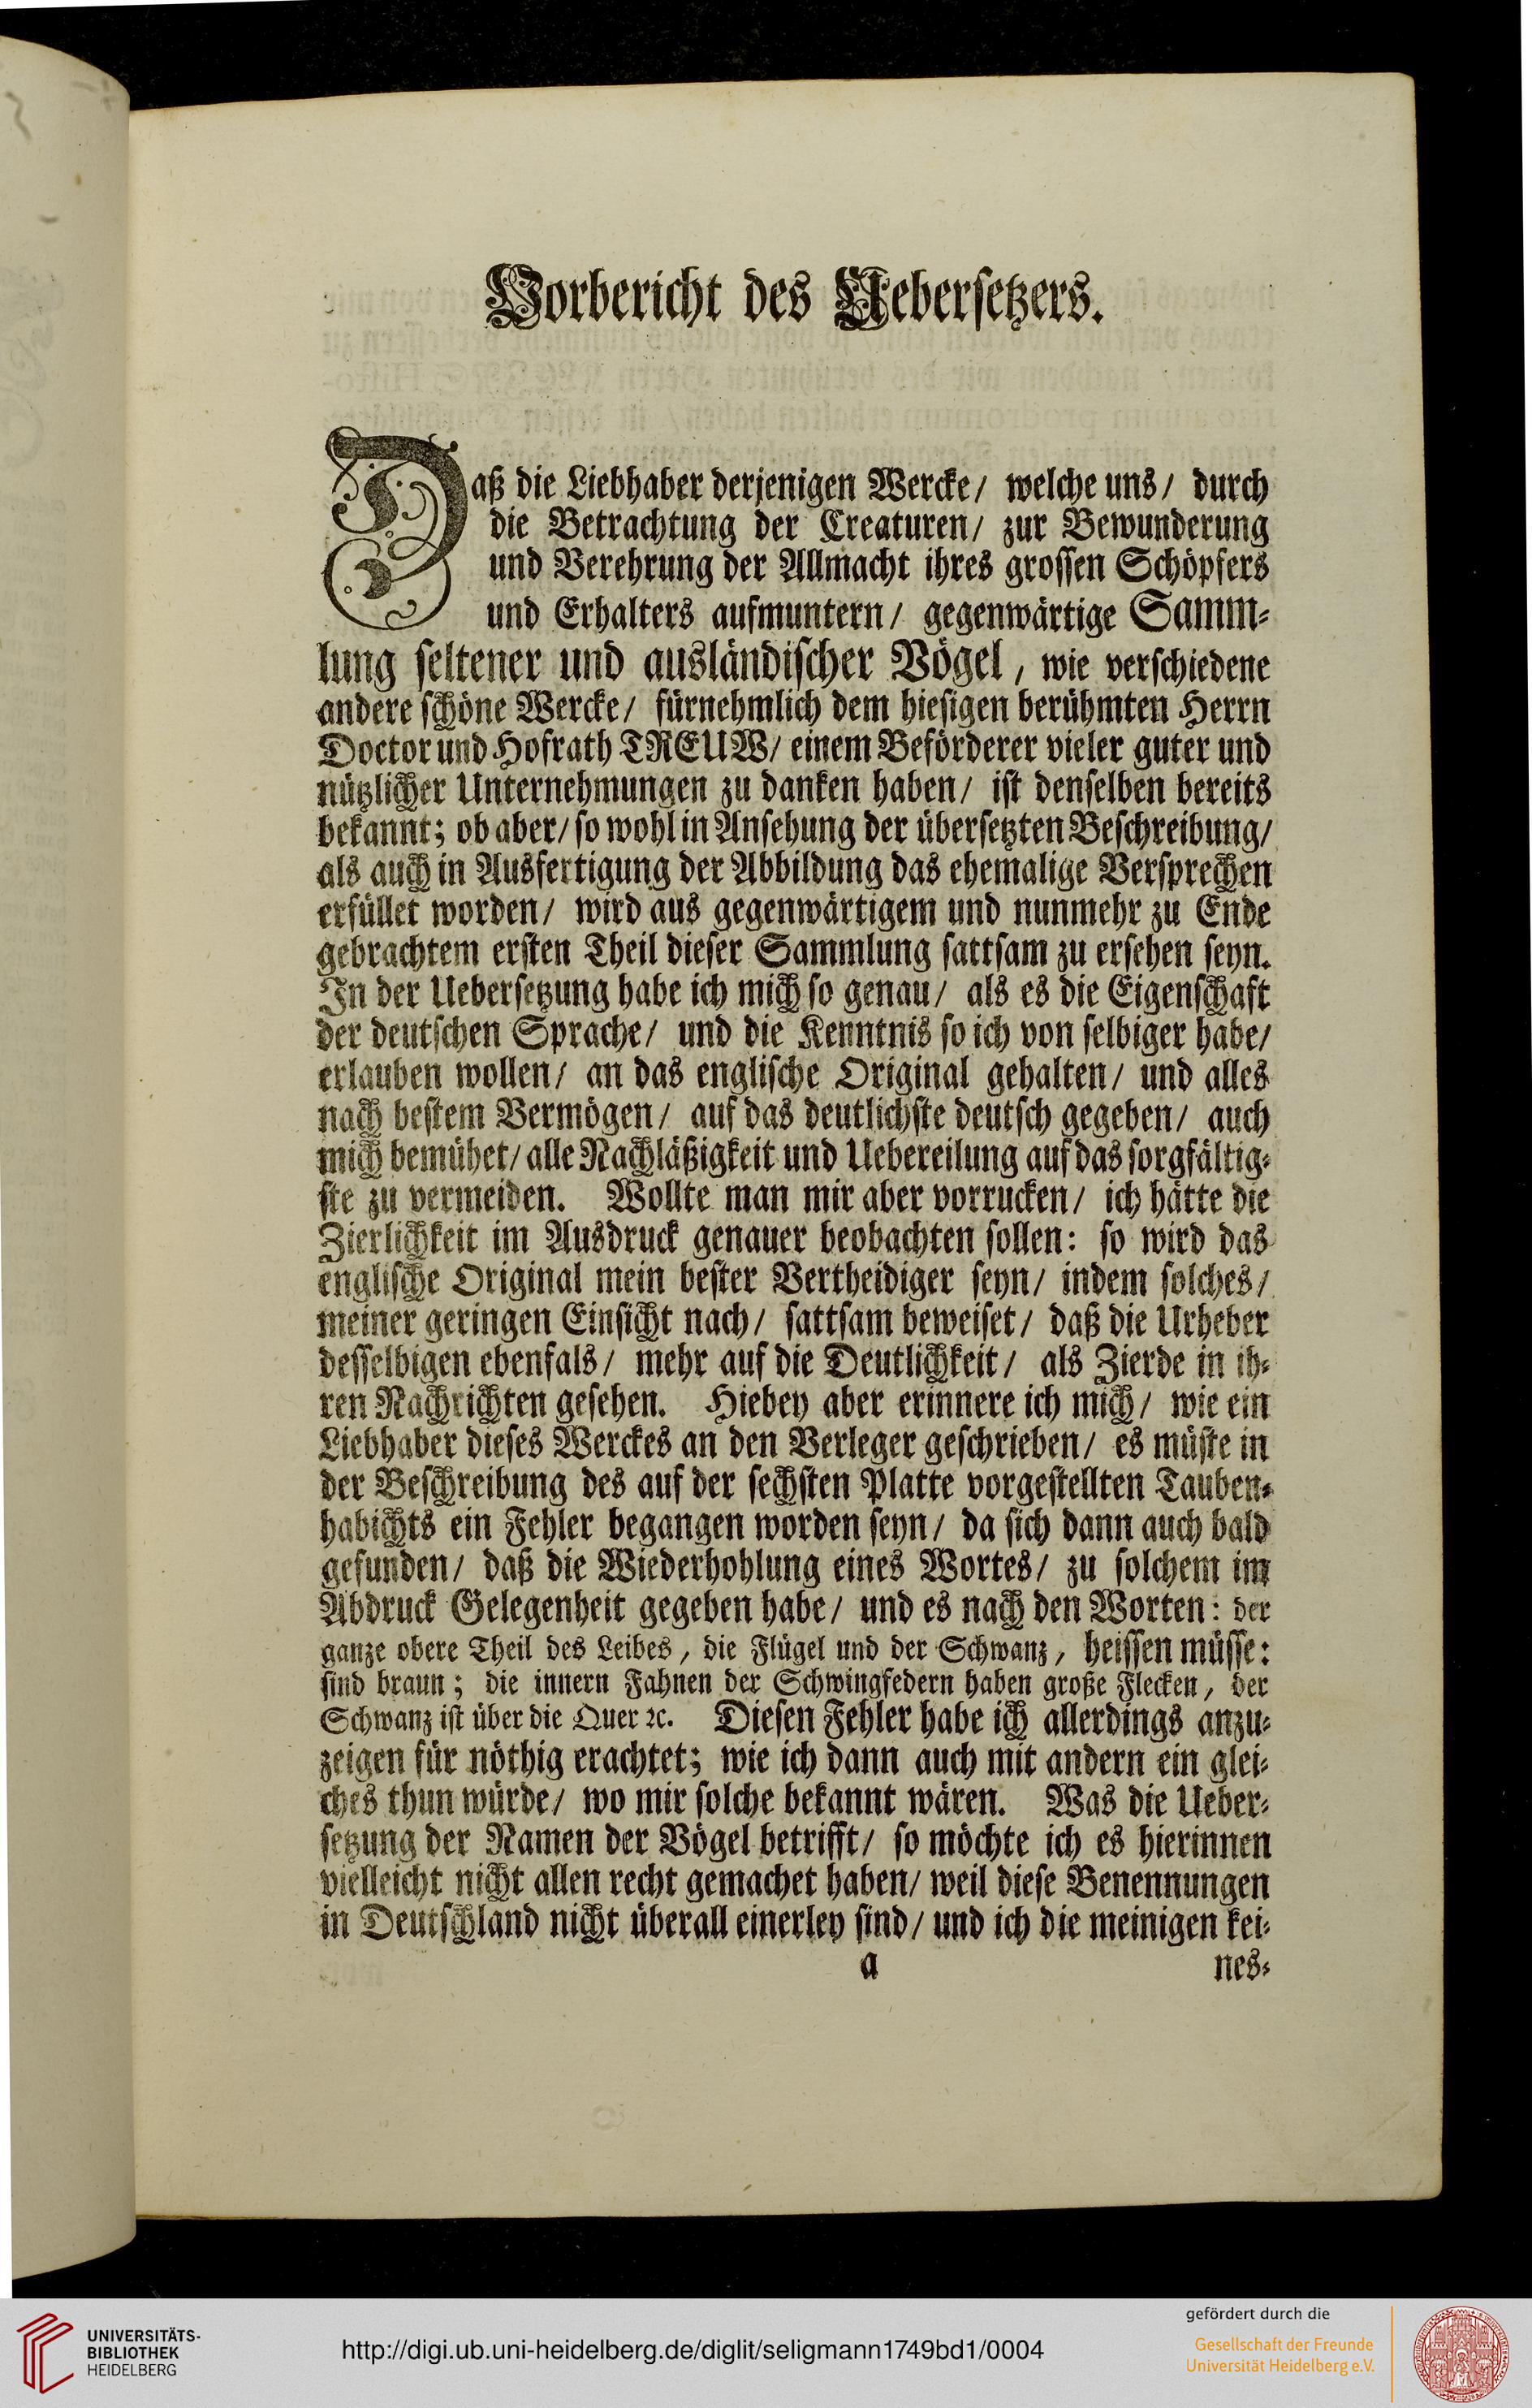 Vorbericht des Uebersetzers.
Daß die Liebhaber derjenigen Wercke/ welche uns/ durch
die Betrachtung der Creaturen/ zur Bewunderung
und Verehrung der Allmacht ihres grossen Schöpfers
und Erhalters aufmuntern/ gegenwärtige Samm-
lung seltener und ausländischer Vögel, wie verschiedene
andere schöne Wercke/ fürnehmlich dem hiesigen berühmten Herrn
Doctor und Hofrath TREUW/ einem Beförderer vieler guter und
nützlicher Unternehmungen zu danken haben/ ist denselben bereits
bekannt; ob aber/ so wohl in Ansehung der übersetzten Beschreibung/
als auch in Ausfertigung der Abbildung das ehemalige Versprechen
erfüllet worden/ wird aus gegenwärtigem und nunmehr zu Ende
gebrachtem ersten Theil dieser Sammlung sattsam zu ersehen seyn.
In der Uebersetzung habe ich mich so genau/ als es die Eigenschaft
der deutschen Sprache/ und die Kenntnis so ich von selbiger habe/
erlauben wollen/ an das englische Original gehalten/ und alles
nach bestem Vermögen/ auf das deutlichste deutsch gegeben/ auch
mich bemühet/ alle Nachläßigkeit und Uebereilung auf das sorgfältig-
ste zu vermeiden. Wollte man mir aber vorrucken/ ich hätte die
Zierlichkeit im Ausdruck genauer beobachten sollen: so wird das
englische Original mein bester Vertheidiger seyn/ indem solches/
meiner geringen Einsicht nach/ sattsam beweiset/ daß die Urheber
desselbigen ebenfals/ mehr auf die Deutlichkeit/ als Zierde in ih-
ren Nachrichten gesehen. Hiebey aber erinnere ich mich/ wie ein
Liebhaber dieses Werckes an den Verleger geschrieben/ es müste in
der Beschreibung des auf der sechsten Platte vorgestellten Tauben-
habichts ein Fehler begangen worden seyn/ da sich dann auch bald
gefunden/ daß die Wiederhohlung eines Wortes/ zu solchem im
Abdruck Gelegenheit gegeben habe/ und es nach den Worten: der
ganze obere Theil des Leibes, die Flügel und der Schwanz, heissen müsse:
sind braun; die innern Fahnen der Schwingfedern haben große Flecken, der
Schwanz ist über die Quer ꝛc. Diesen Fehler habe ich allerdings anzu-
zeigen für nöthig erachtet; wie ich dann auch mit andern ein glei-
ches thun würde/ wo mir solche bekannt wären. Was die Ueber-
setzung der Namen der Vögel betrifft/ so möchte ich es hierinnen
vielleicht nicht allen recht gemachet haben/ weil diese Benennungen
in Deutschland nicht überall einerley sind/ und ich die meinigen kei-
a nes-
UNIVERSITÄTS-
BIBLIOTHEK
HEIDELBERG
http://digi.ub.uni-heidelberg.de/diglit/seligmann1749bd1/0004
gefördert durch die
Gesellschaft der Freunde
Universität Heidelberg e.V.